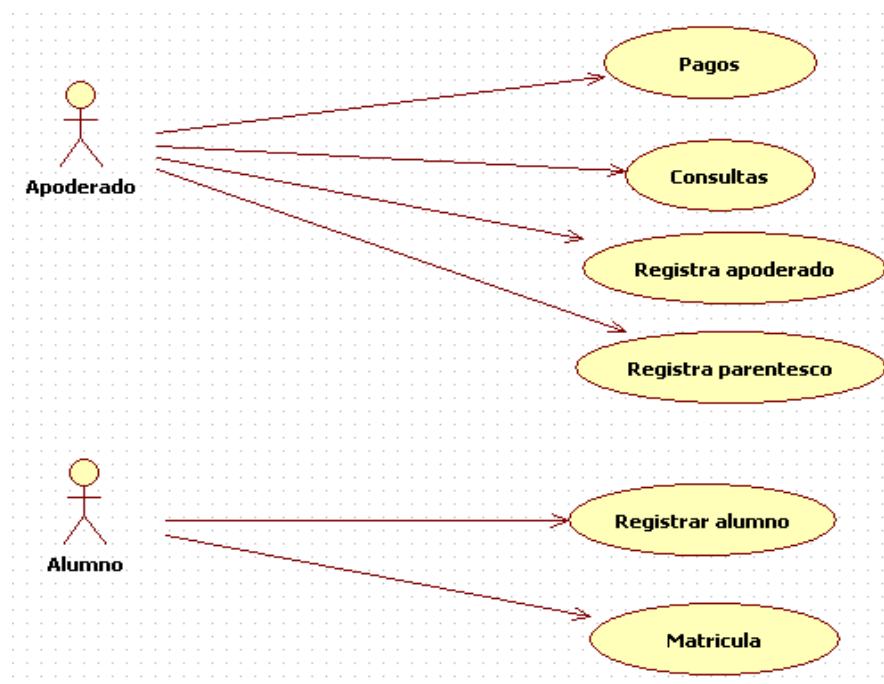 Pagos
Apoderado
Consultas
Registra apoderado
Registra parentesco
Registrar alumno
Alumno
Matricula